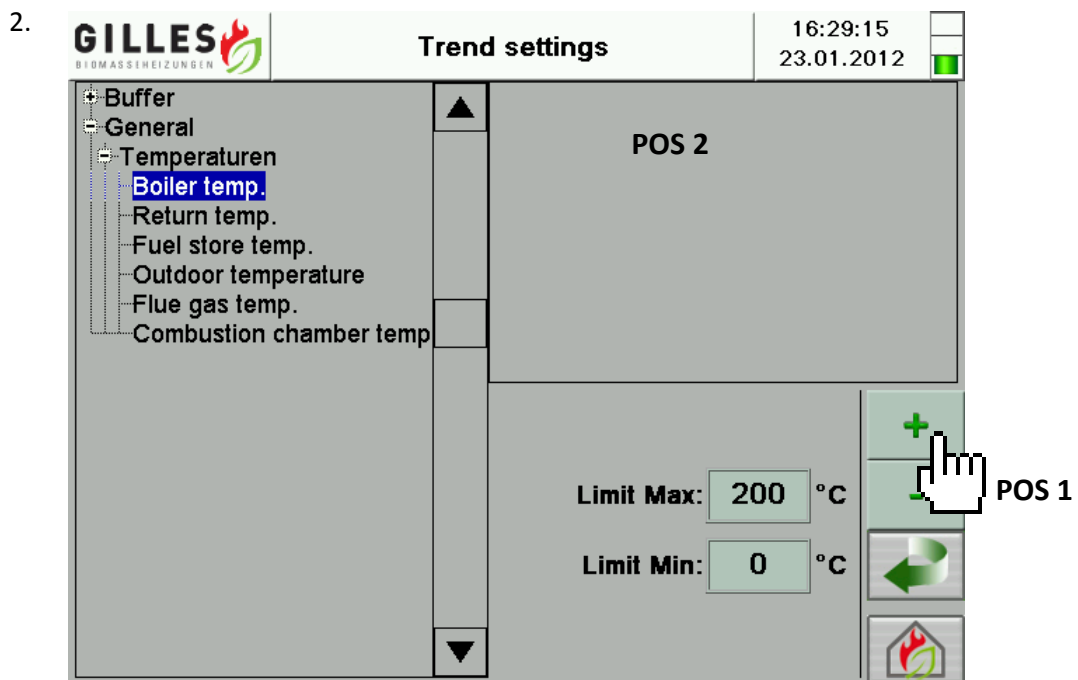 2.
GILLES
BIOMASSEHEIZUNGEN
Trend settings
16:29:15
23.01.2012
Buffer
General
Temperaturen
Boiler temp.
Return temp.
Fuel store temp.
Outdoor temperature
Flue gas temp.
Combustion chamber temp
POS 2
+
-
POS 1
Limit Max: 200 °C
Limit Min: 0 °C